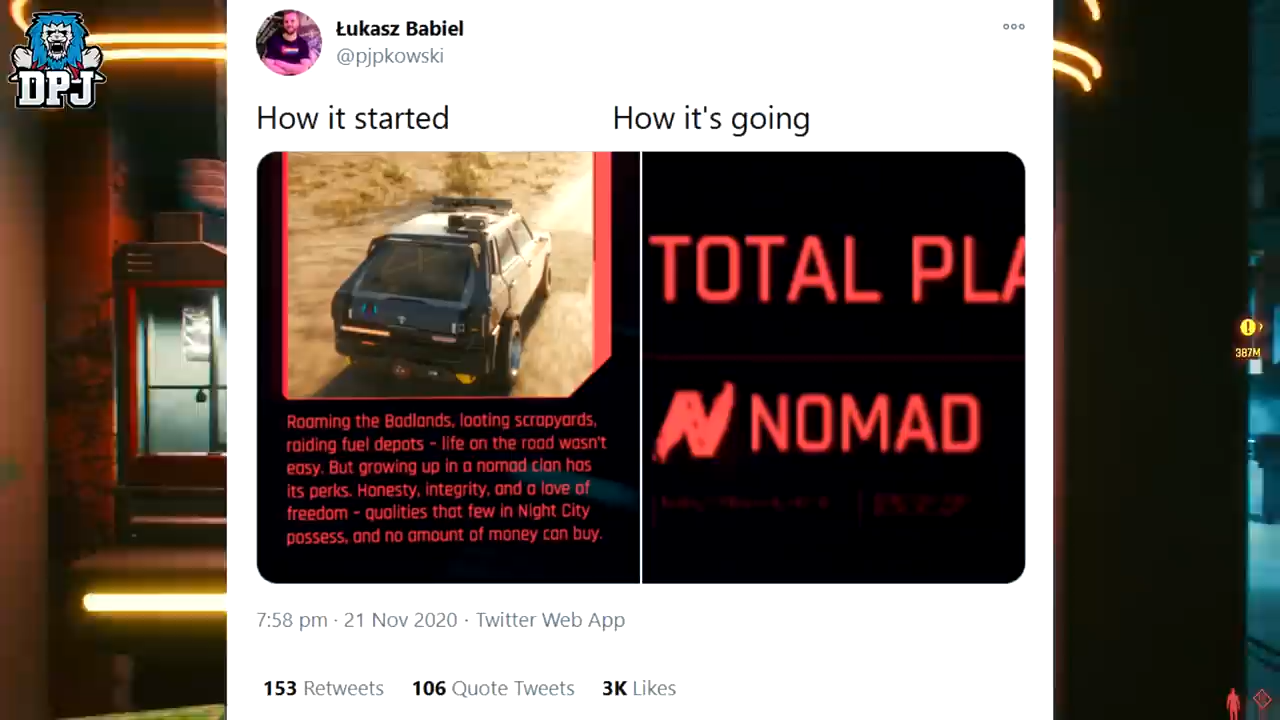 DPJ
Łukasz Babiel
@pjpkowski
How it started How it's going
TOTAL PLA
NOMAD
Roaming the Badlands, looting scrapyards,
raiding fuel depots - life on the road wasn't
easy. But growing up in a nomad clan has
its perks. Honesty, integrity, and a love of
freedom - qualities that few in Night City
possess, and no amount of money can buy.
7:58 pm · 21 Nov 2020 · Twitter Web App
153 Retweets 106 Quote Tweets 3K Likes
387M